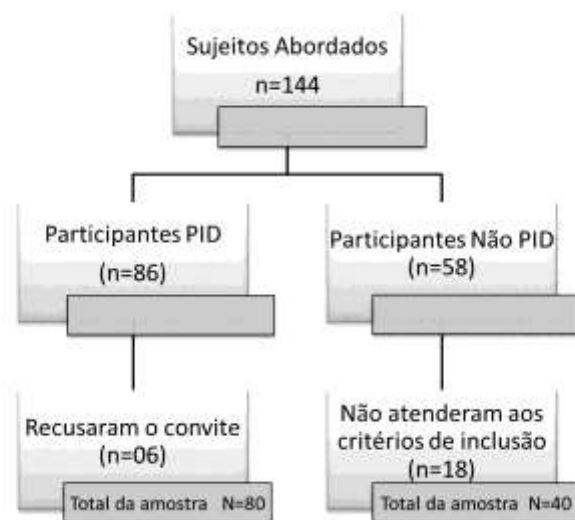 Sujeitos Abordados
n=144
Participantes PID
(n=86)
Participantes Não PID
(n=58)
Recusaram o convite
(n=06)
Total da amostra N=80
Não atenderam aos
critérios de inclusão
(n=18)
Total da amostra N=40